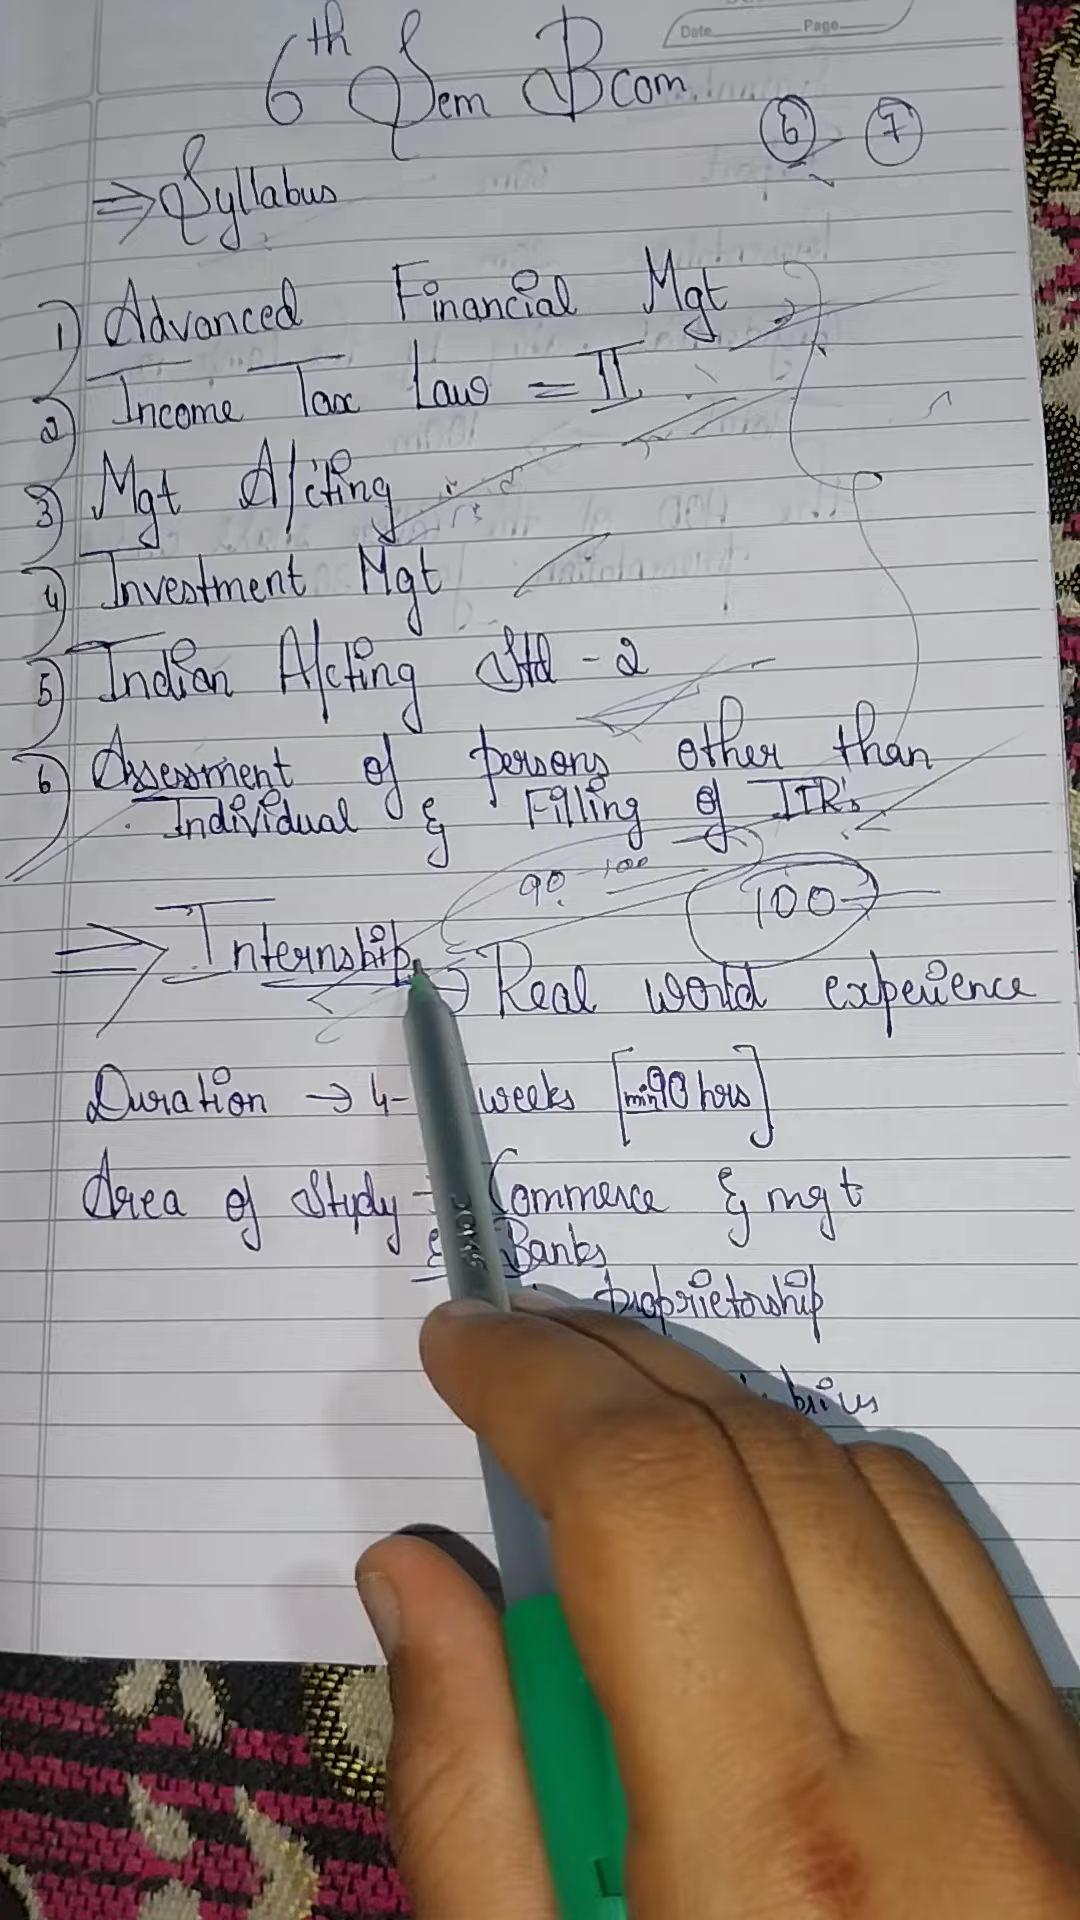 Date Page
6th Sem Bcom
6 7
⇒ Syllabus
1) Advanced Financial Mgt
2) Income Tax Law = II
3) Mgt A/cting
4) Investment Mgt
5) Indian A/cting Std - 2
6) Assessment of persons other than
Individual & Filling of ITR's
90 100 100
⇒ Internship → Real world experience
Duration → 4- weeks [min 90 hrs]
Area of Study - Commerce & mgt
& Banks
proprietorship